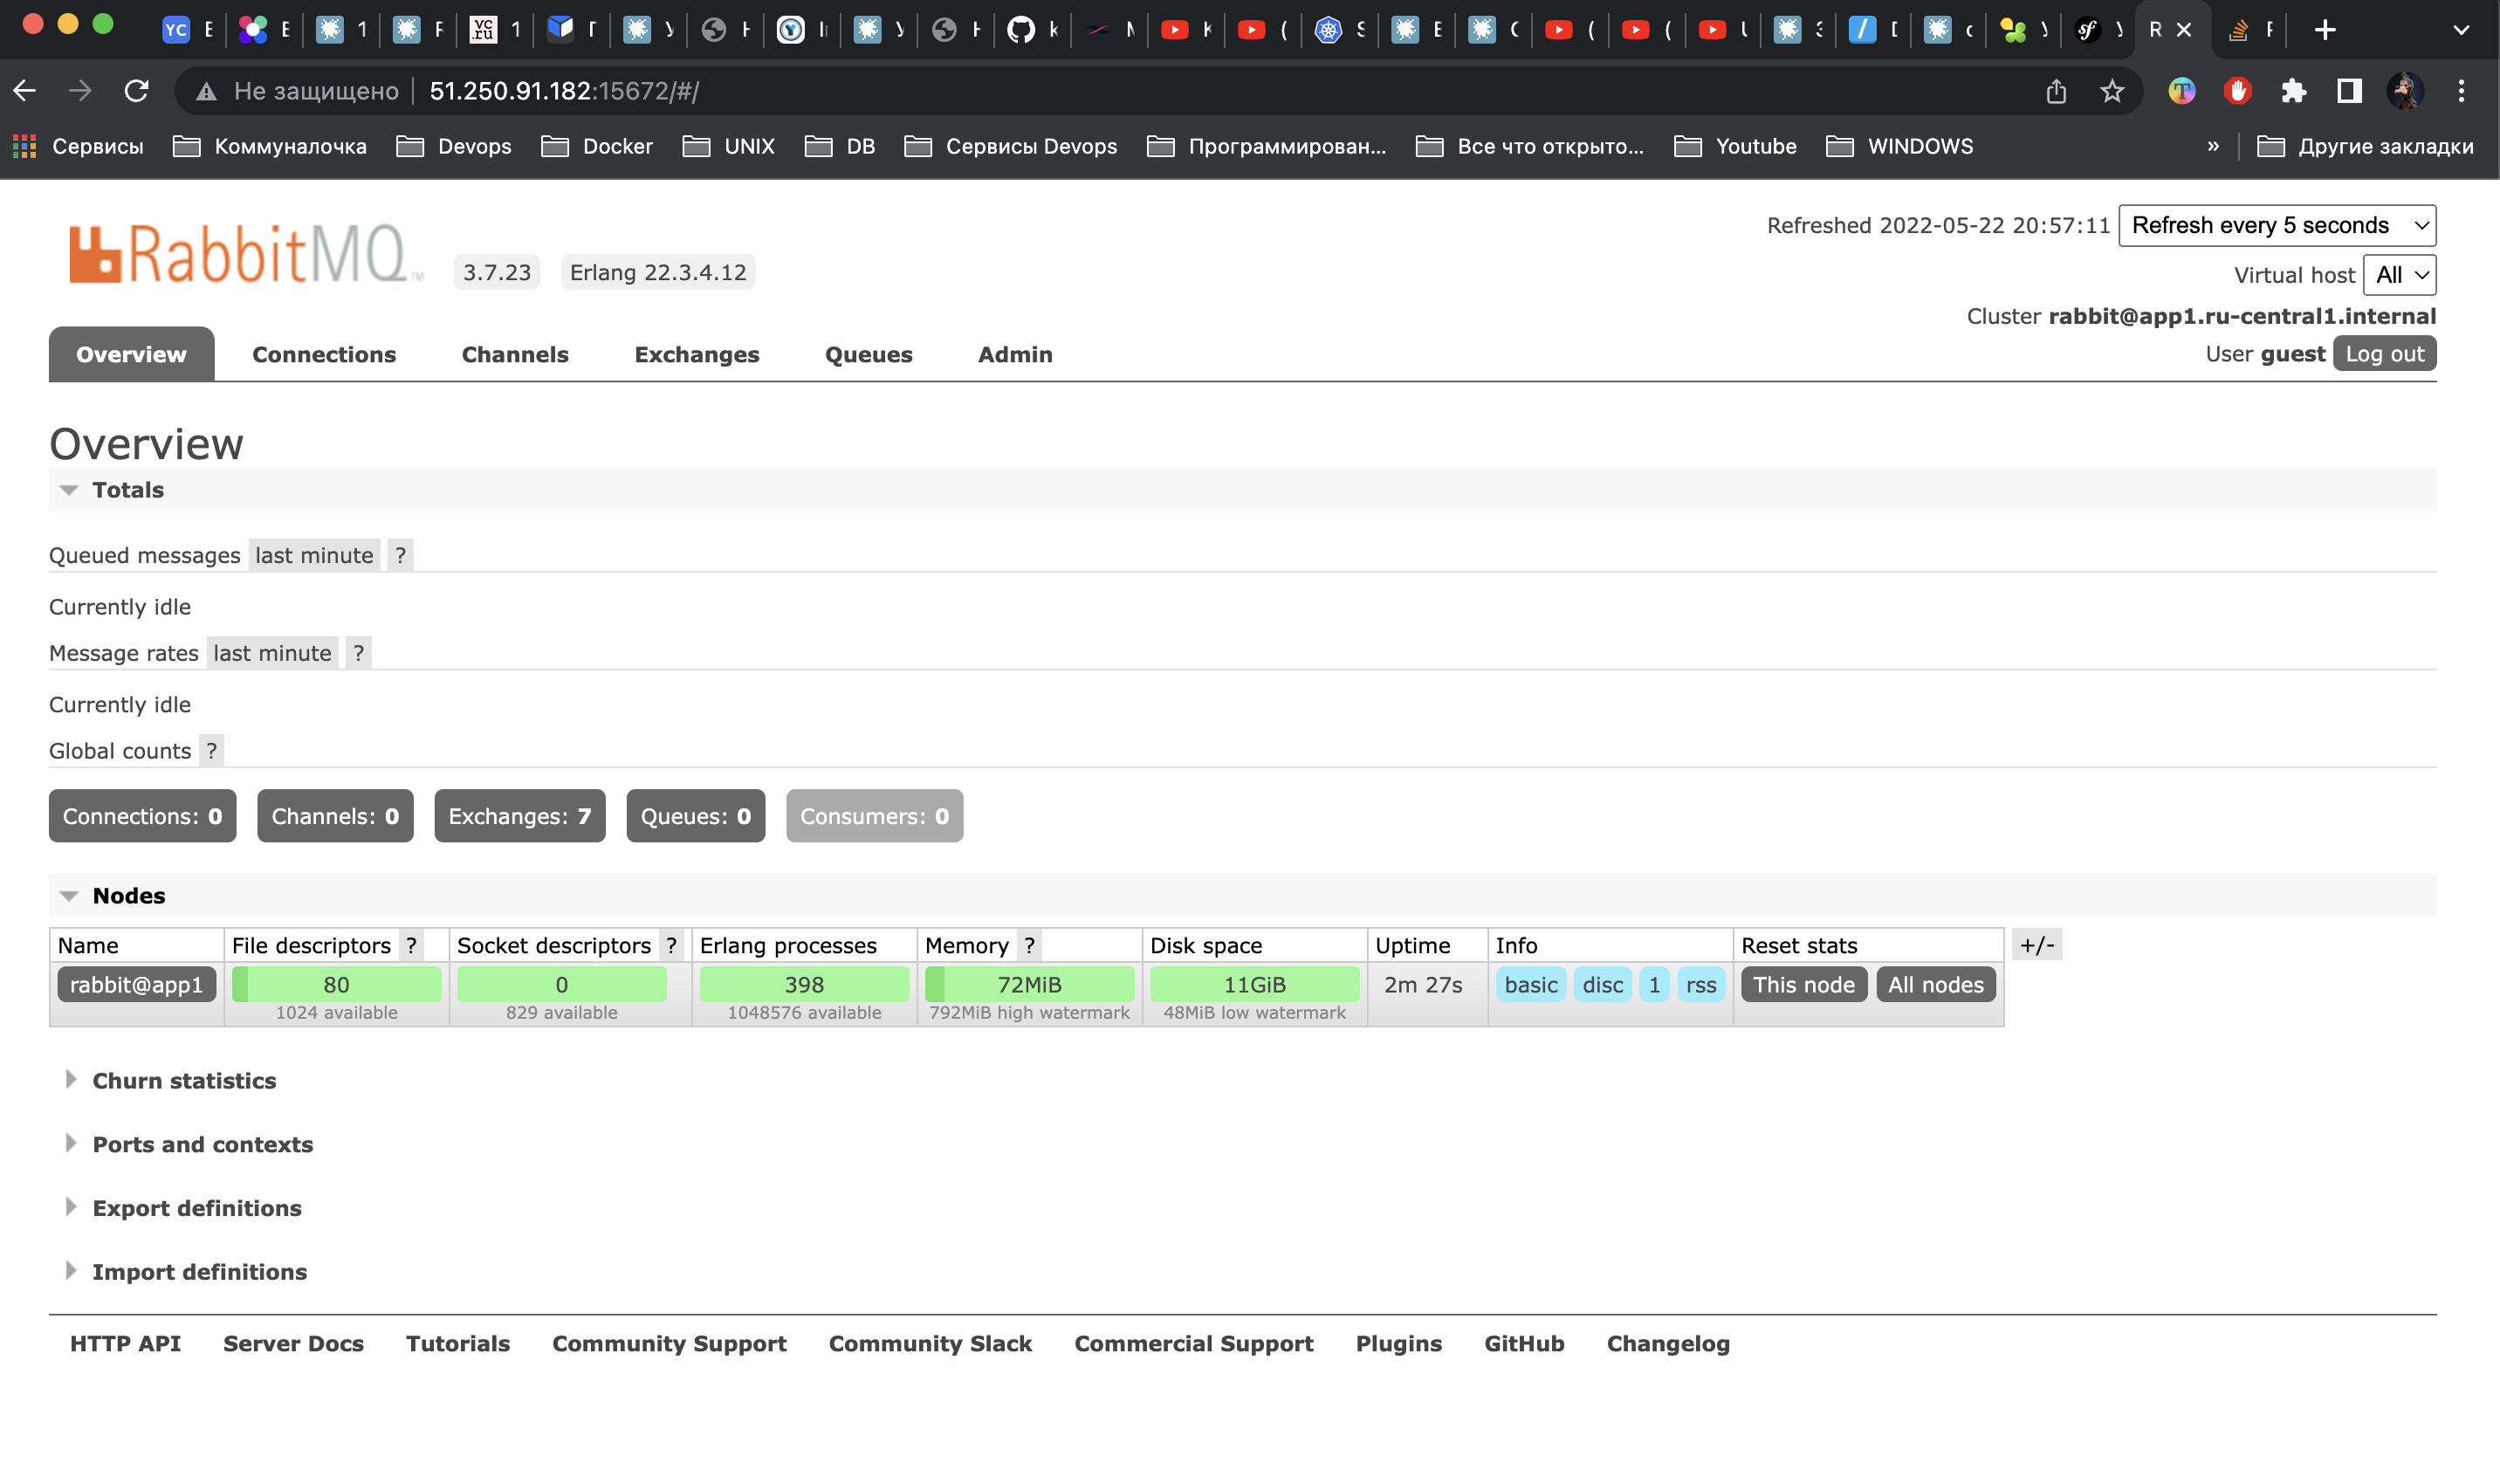 YC
vc.ru
Не защищено 51.250.91.182:15672/#/
Сервисы Коммуналочка Devops Docker UNIX DB Сервисы Devops Программирован... Все что открыто... Youtube WINDOWS » Другие закладки
RabbitMQ TM 3.7.23 Erlang 22.3.4.12
Refreshed 2022-05-22 20:57:11 Refresh every 5 seconds
Virtual host All
Cluster rabbit@app1.ru-central1.internal
User guest Log out
Overview Connections Channels Exchanges Queues Admin
Overview
Totals
Queued messages last minute ?
Currently idle
Message rates last minute ?
Currently idle
Global counts ?
Connections: 0 Channels: 0 Exchanges: 7 Queues: 0 Consumers: 0
Nodes
Name File descriptors ? Socket descriptors ? Erlang processes Memory ? Disk space Uptime Info Reset stats +/-
rabbit@app1 80 0 398 72MiB 11GiB 2m 27s basic disc 1 rss This node All nodes
1024 available 829 available 1048576 available 792MiB high watermark 48MiB low watermark
Churn statistics
Ports and contexts
Export definitions
Import definitions
HTTP API Server Docs Tutorials Community Support Community Slack Commercial Support Plugins GitHub Changelog